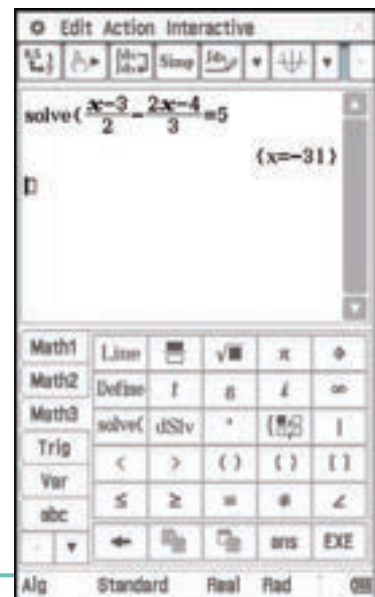 Edit Action Interactive
Simp
solve(x-3/2-2x-4/3=5
{x=-31}
Math1 Line √ π
Math2 Define f g i ∞
Math3 solve( dSlv ' |
Trig < > ( ) { } [ ]
Var ≤ ≥ = ≠ ∠
abc
ans EXE
Alg Standard Real Rad